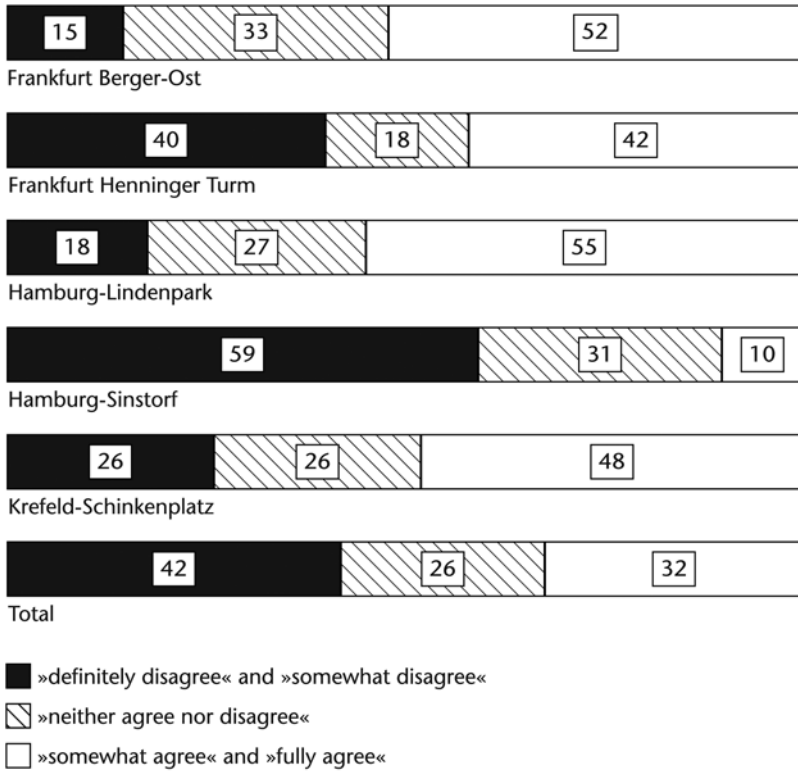 15 33 52
Frankfurt Berger-Ost
40 18 42
Frankfurt Henninger Turm
18 27 55
Hamburg-Lindenpark
59 31 10
Hamburg-Sinstorf
26 26 48
Krefeld-Schinkenplatz
42 26 32
Total
»definitely disagree« and »somewhat disagree«
»neither agree nor disagree«
»somewhat agree« and »fully agree«